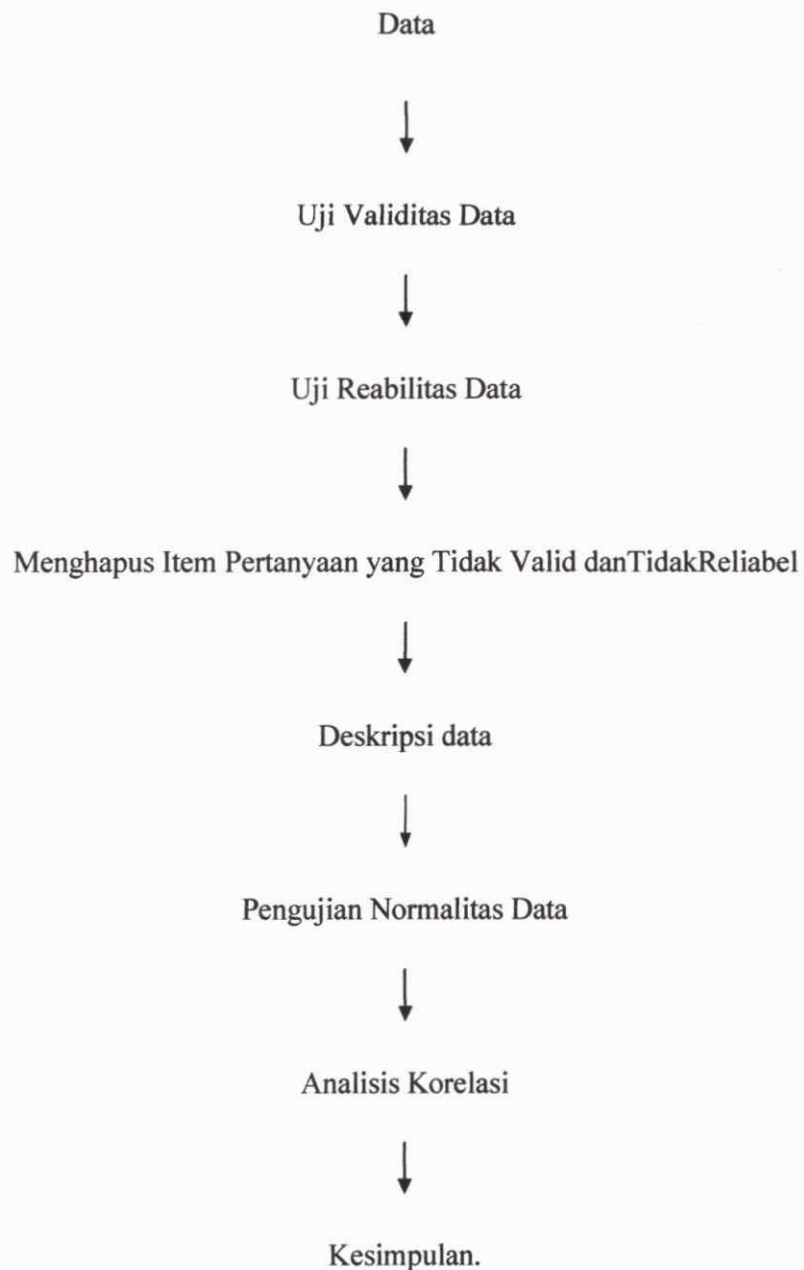 Data
Uji Validitas Data
Uji Reabilitas Data
Menghapus Item Pertanyaan yang Tidak Valid danTidakReliabel
Deskripsi data
Pengujian Normalitas Data
Analisis Korelasi
Kesimpulan.